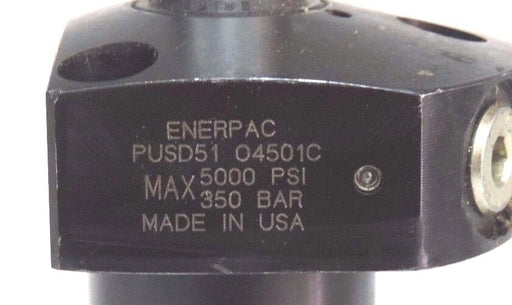 ENERPAC
PUSD51 04501C
MAX 5000 PSI
350 BAR
MADE IN USA